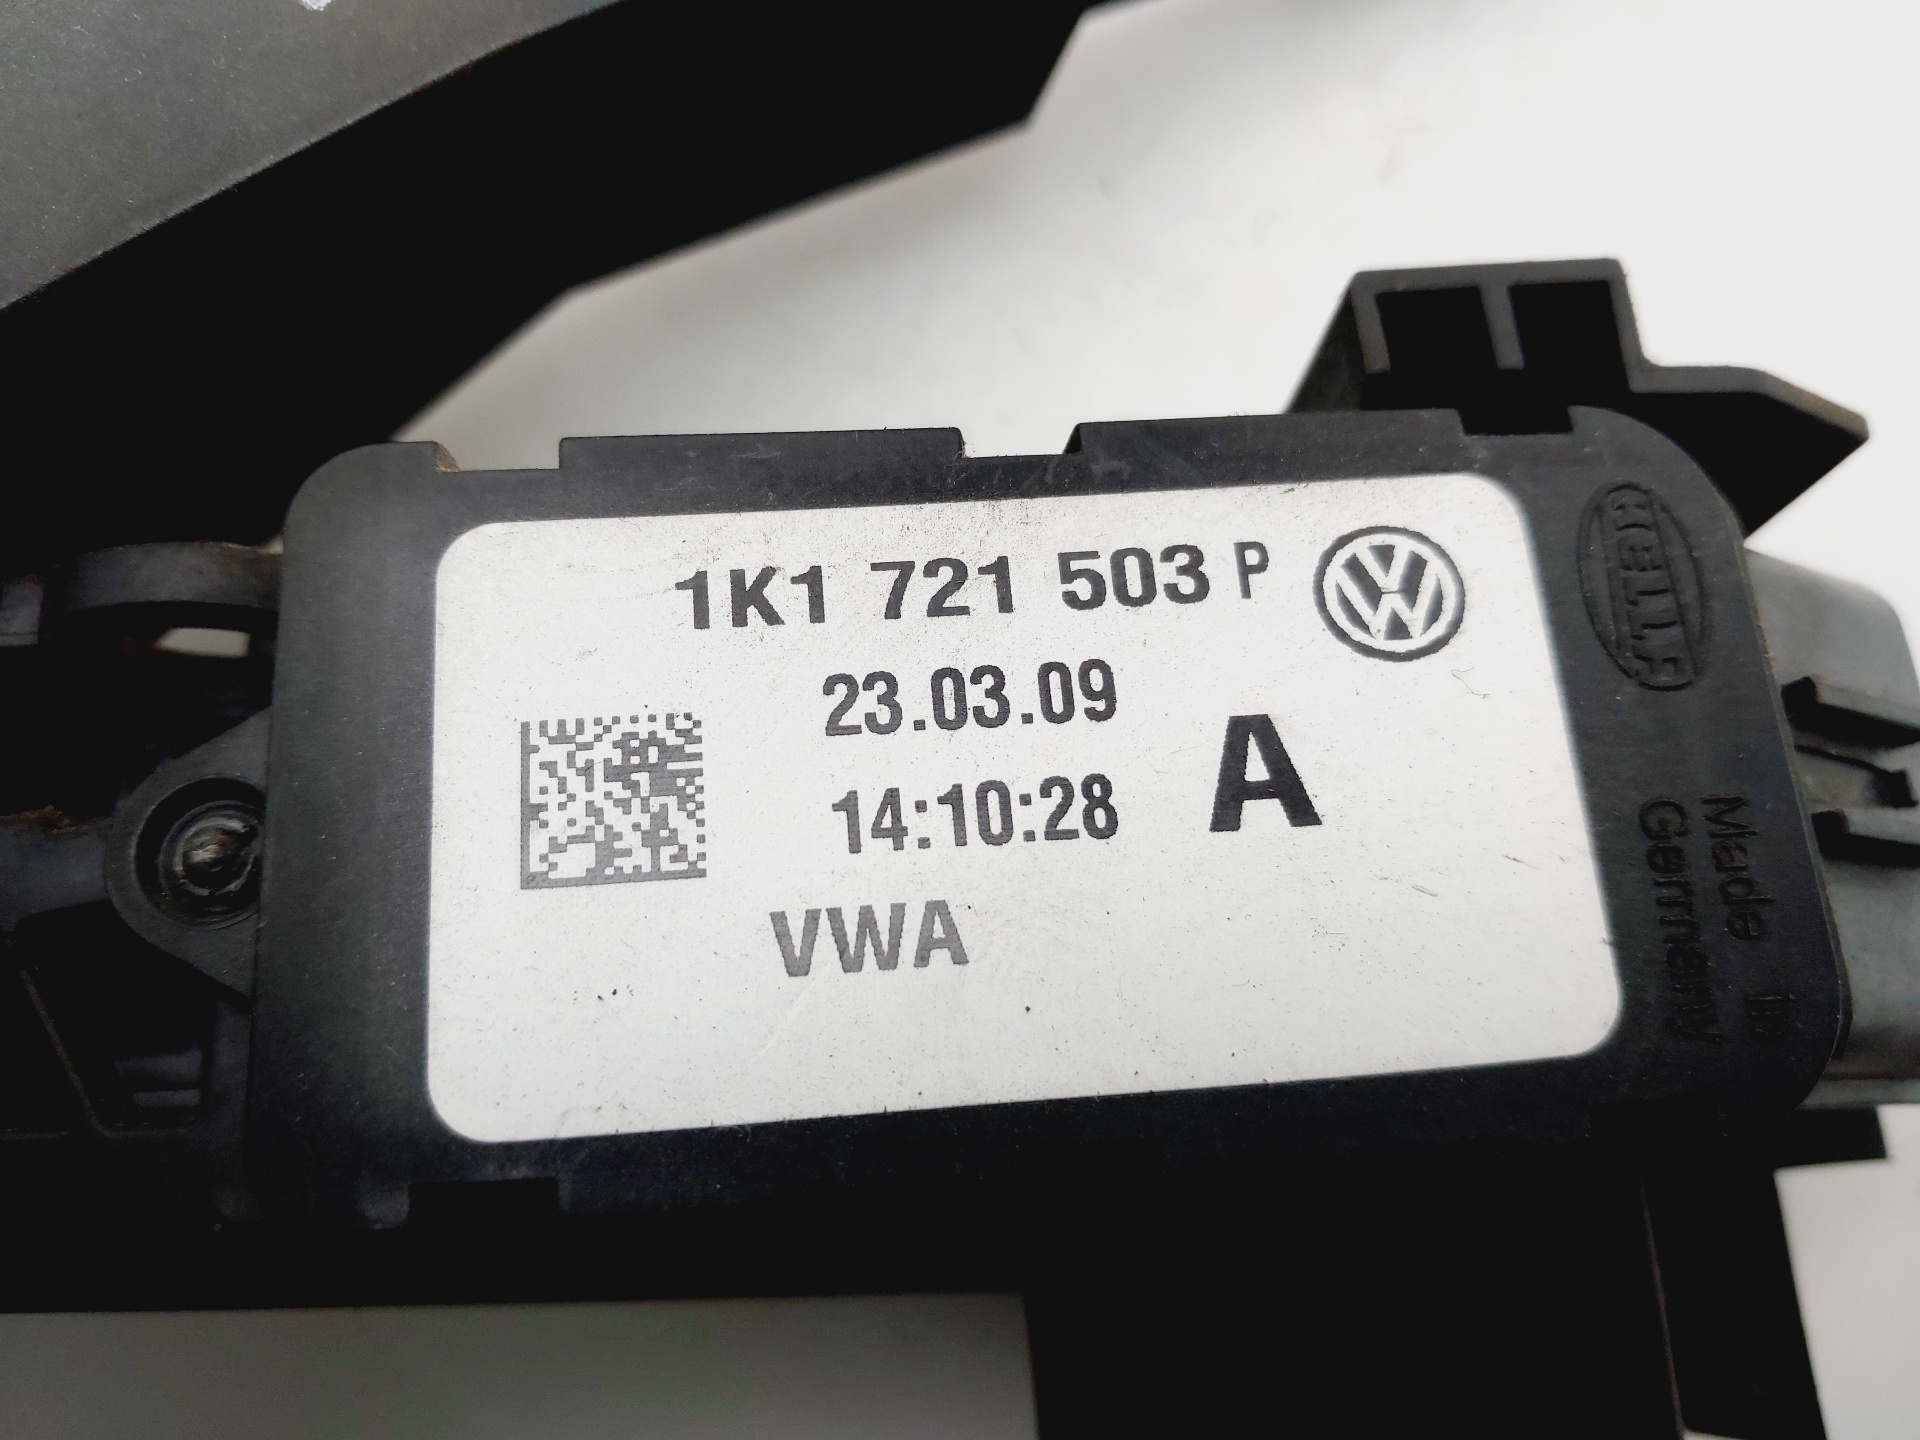 1K1 721 503 P
23.03.09
14:10:28
A
VWA
HELLA
Made in
Germany